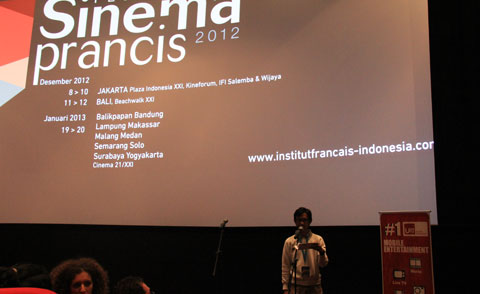 Sinema
prancis 2012
Desember 2012
8 > 10 JAKARTA Plaza Indonesia XXI, Kineforum, IFI Salemba & Wijaya
11 > 12 BALI, Beachwalk XXI
Januari 2013 Balikpapan Bandung
19 > 20 Lampung Makassar
Malang Medan
Semarang Solo
Surabaya Yogyakarta
Cinema 21/XXI
www.institutfrancais-indonesia.com
#1
MOBILE
ENTERTAINMENT